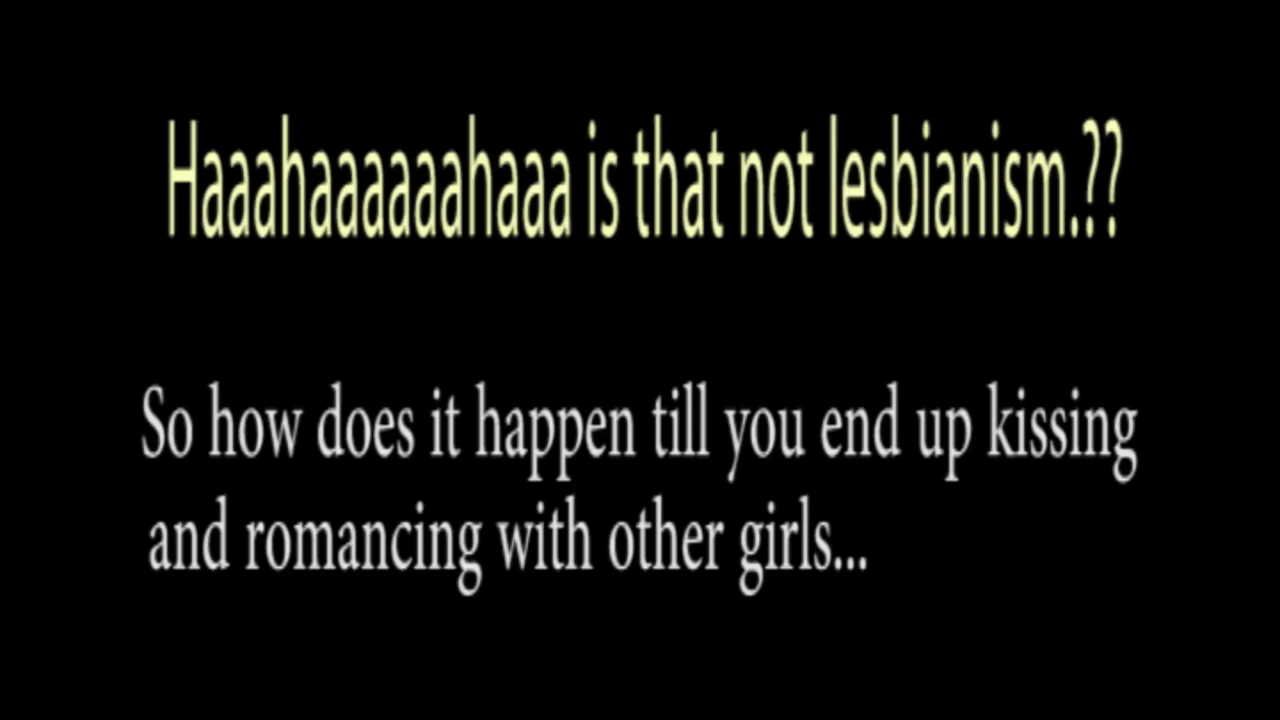 Haaahaaaaaahaaa is that not lesbianism.??
So how does it happen till you end up kissing
and romancing with other girls...